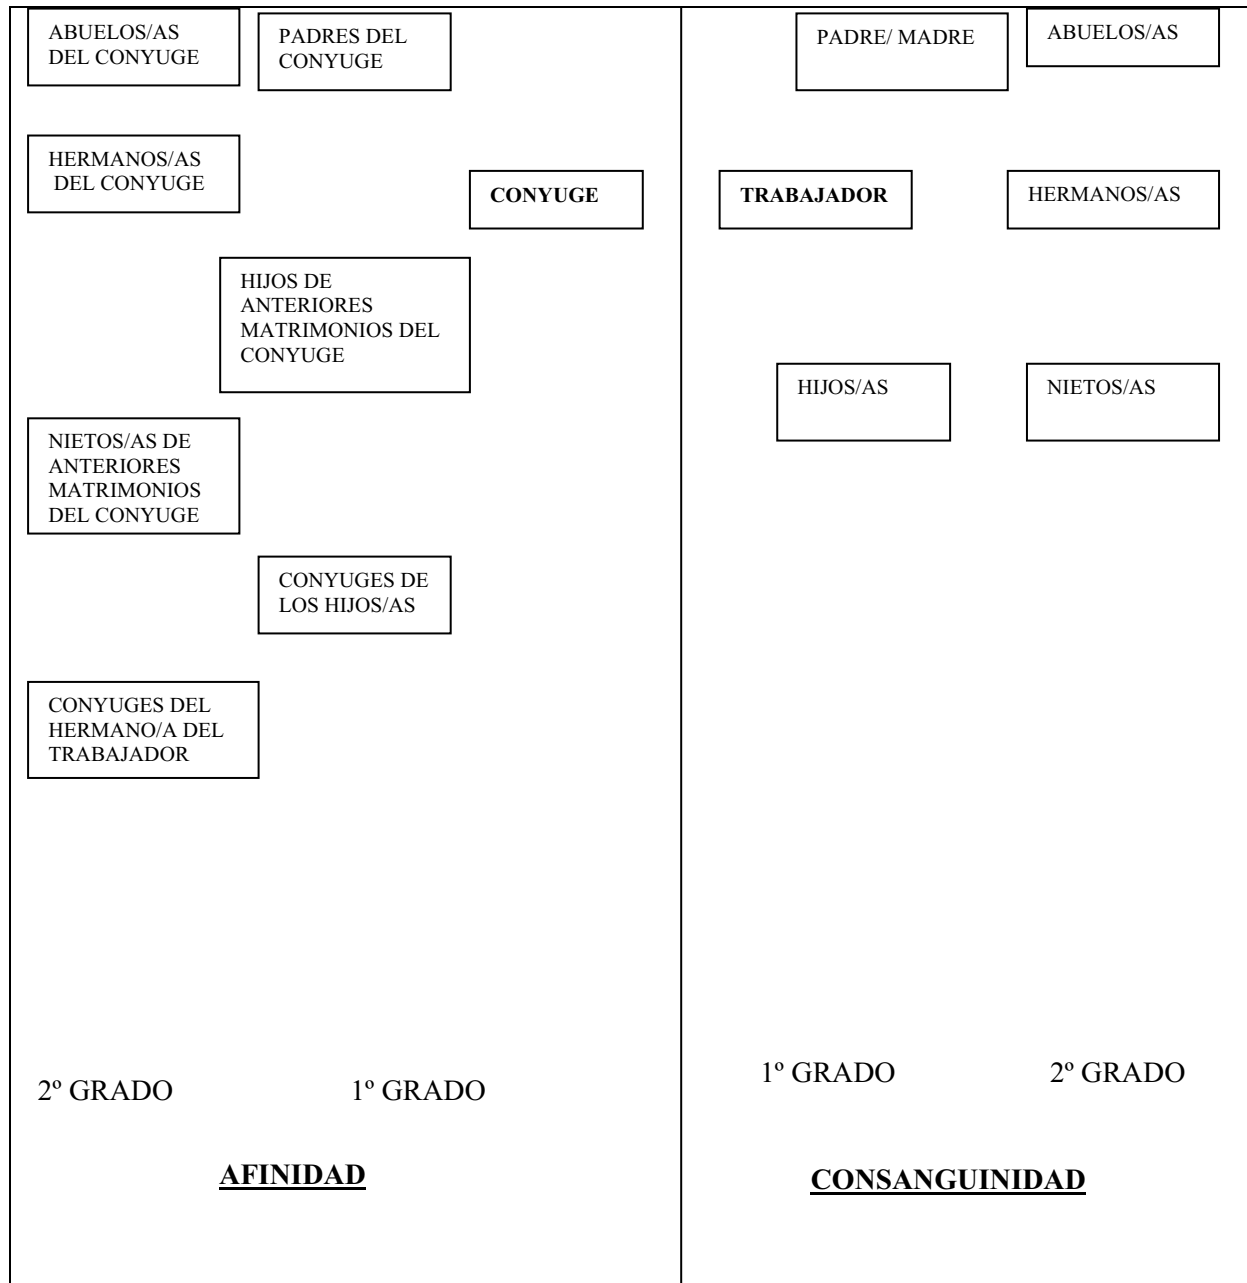 ABUELOS/AS
DEL CONYUGE
PADRES DEL
CONYUGE
HERMANOS/AS
DEL CONYUGE
CONYUGE
HIJOS DE
ANTERIORES
MATRIMONIOS DEL
CONYUGE
NIETOS/AS DE
ANTERIORES
MATRIMONIOS
DEL CONYUGE
CONYUGES DE
LOS HIJOS/AS
CONYUGES DEL
HERMANO/A DEL
TRABAJADOR
2º GRADO
1º GRADO
AFINIDAD
PADRE/ MADRE
ABUELOS/AS
TRABAJADOR
HERMANOS/AS
HIJOS/AS
NIETOS/AS
1º GRADO
2º GRADO
CONSANGUINIDAD